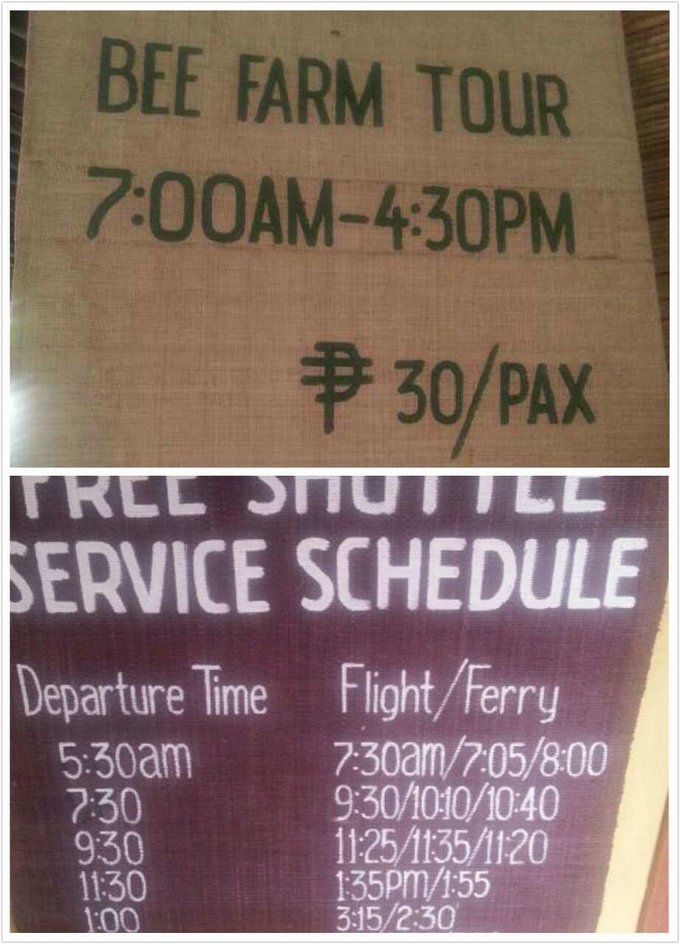 BEE FARM TOUR
7:00AM-4:30PM
₱ 30/PAX
FREE SHUTTLE
SERVICE SCHEDULE
Departure Time Flight/Ferry
5:30am 7:30am/7:05/8:00
7:30 9:30/10:10/10:40
9:30 11:25/11:35/11:20
11:30 1:35PM/1:55
1:00 3:15/2:30